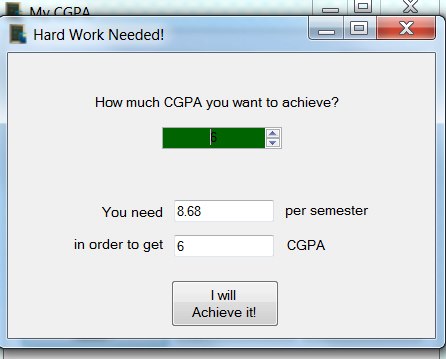 My CGPA
Hard Work Needed!
How much CGPA you want to achieve?
6
You need 8.68 per semester
in order to get 6 CGPA
I will
Achieve it!